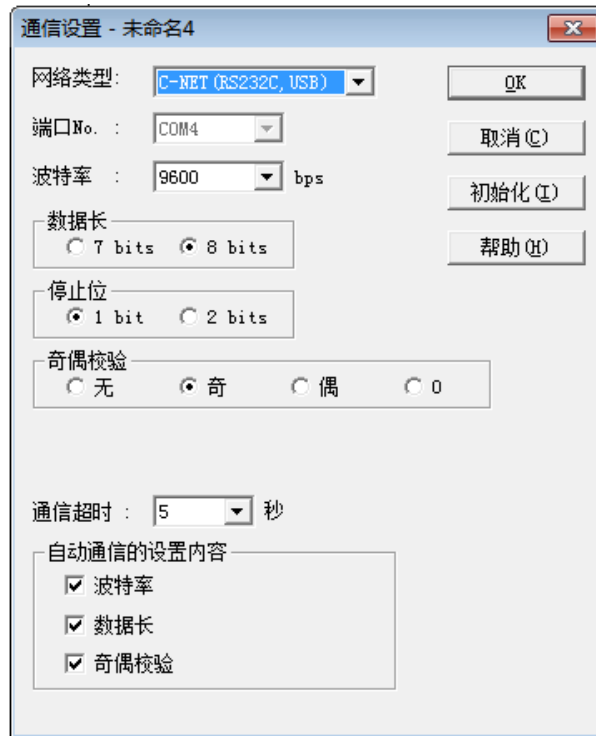 通信设置 - 未命名4
网络类型: C-NET(RS232C,USB) OK
端口No. : COM4 取消(C)
波特率 : 9600 bps 初始化(I)
数据长
7 bits 8 bits 帮助(H)
停止位
1 bit 2 bits
奇偶校验
无 奇 偶 0
通信超时 : 5 秒
自动通信的设置内容
波特率
数据长
奇偶校验